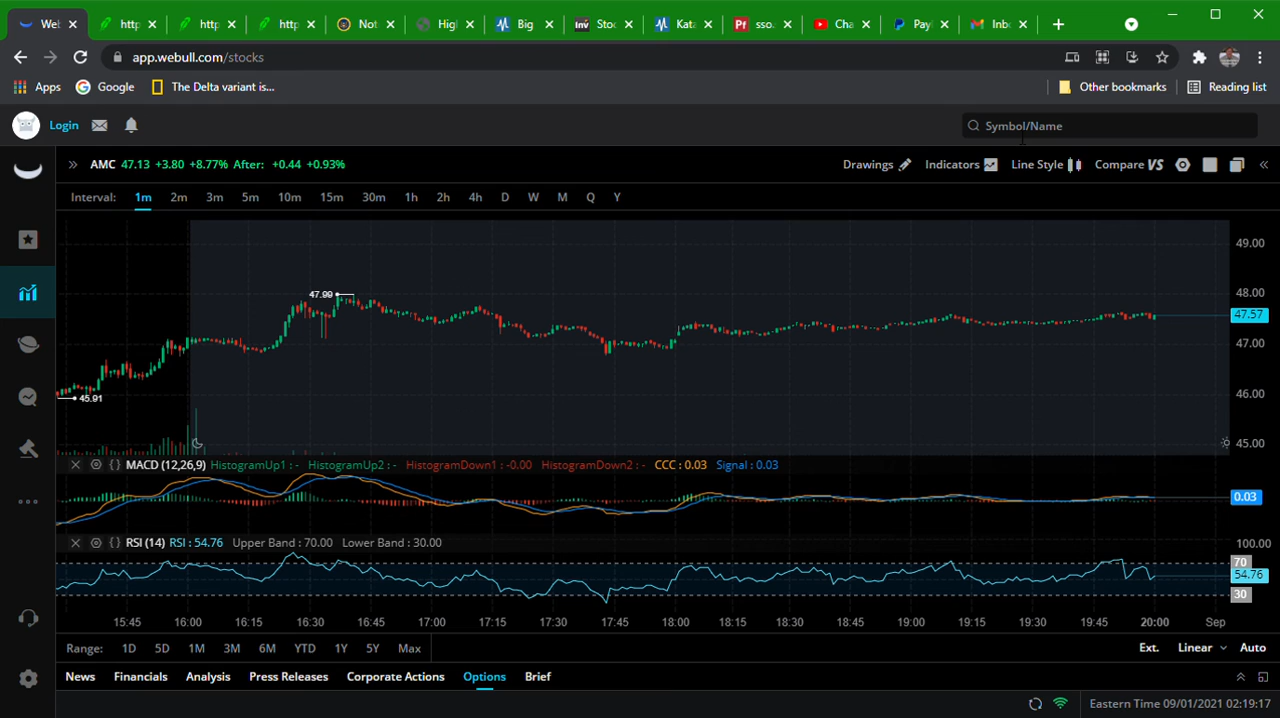 Web http http http Not High Big Stoc Kata sso. Cha PayI Inbo
app.webull.com/stocks
Apps Google The Delta variant is... Other bookmarks Reading list
Login Symbol/Name
AMC 47.13 +3.80 +8.77% After: +0.44 +0.93% Drawings Indicators Line Style Compare VS
Interval: 1m 2m 3m 5m 10m 15m 30m 1h 2h 4h D W M Q Y
49.00
47.99 48.00
47.57
47.00
46.00
45.91
45.00
MACD (12,26,9) HistogramUp1 : - HistogramUp2 : - HistogramDown1 : -0.00 HistogramDown2 : - CCC : 0.03 Signal : 0.03
0.03
RSI (14) RSI : 54.76 Upper Band : 70.00 Lower Band : 30.00 100.00
70
54.76
30
15:45 16:00 16:15 16:30 16:45 17:00 17:15 17:30 17:45 18:00 18:15 18:30 18:45 19:00 19:15 19:30 19:45 20:00 Sep
Range: 1D 5D 1M 3M 6M YTD 1Y 5Y Max Ext. Linear Auto
News Financials Analysis Press Releases Corporate Actions Options Brief
Eastern Time 09/01/2021 02:19:17